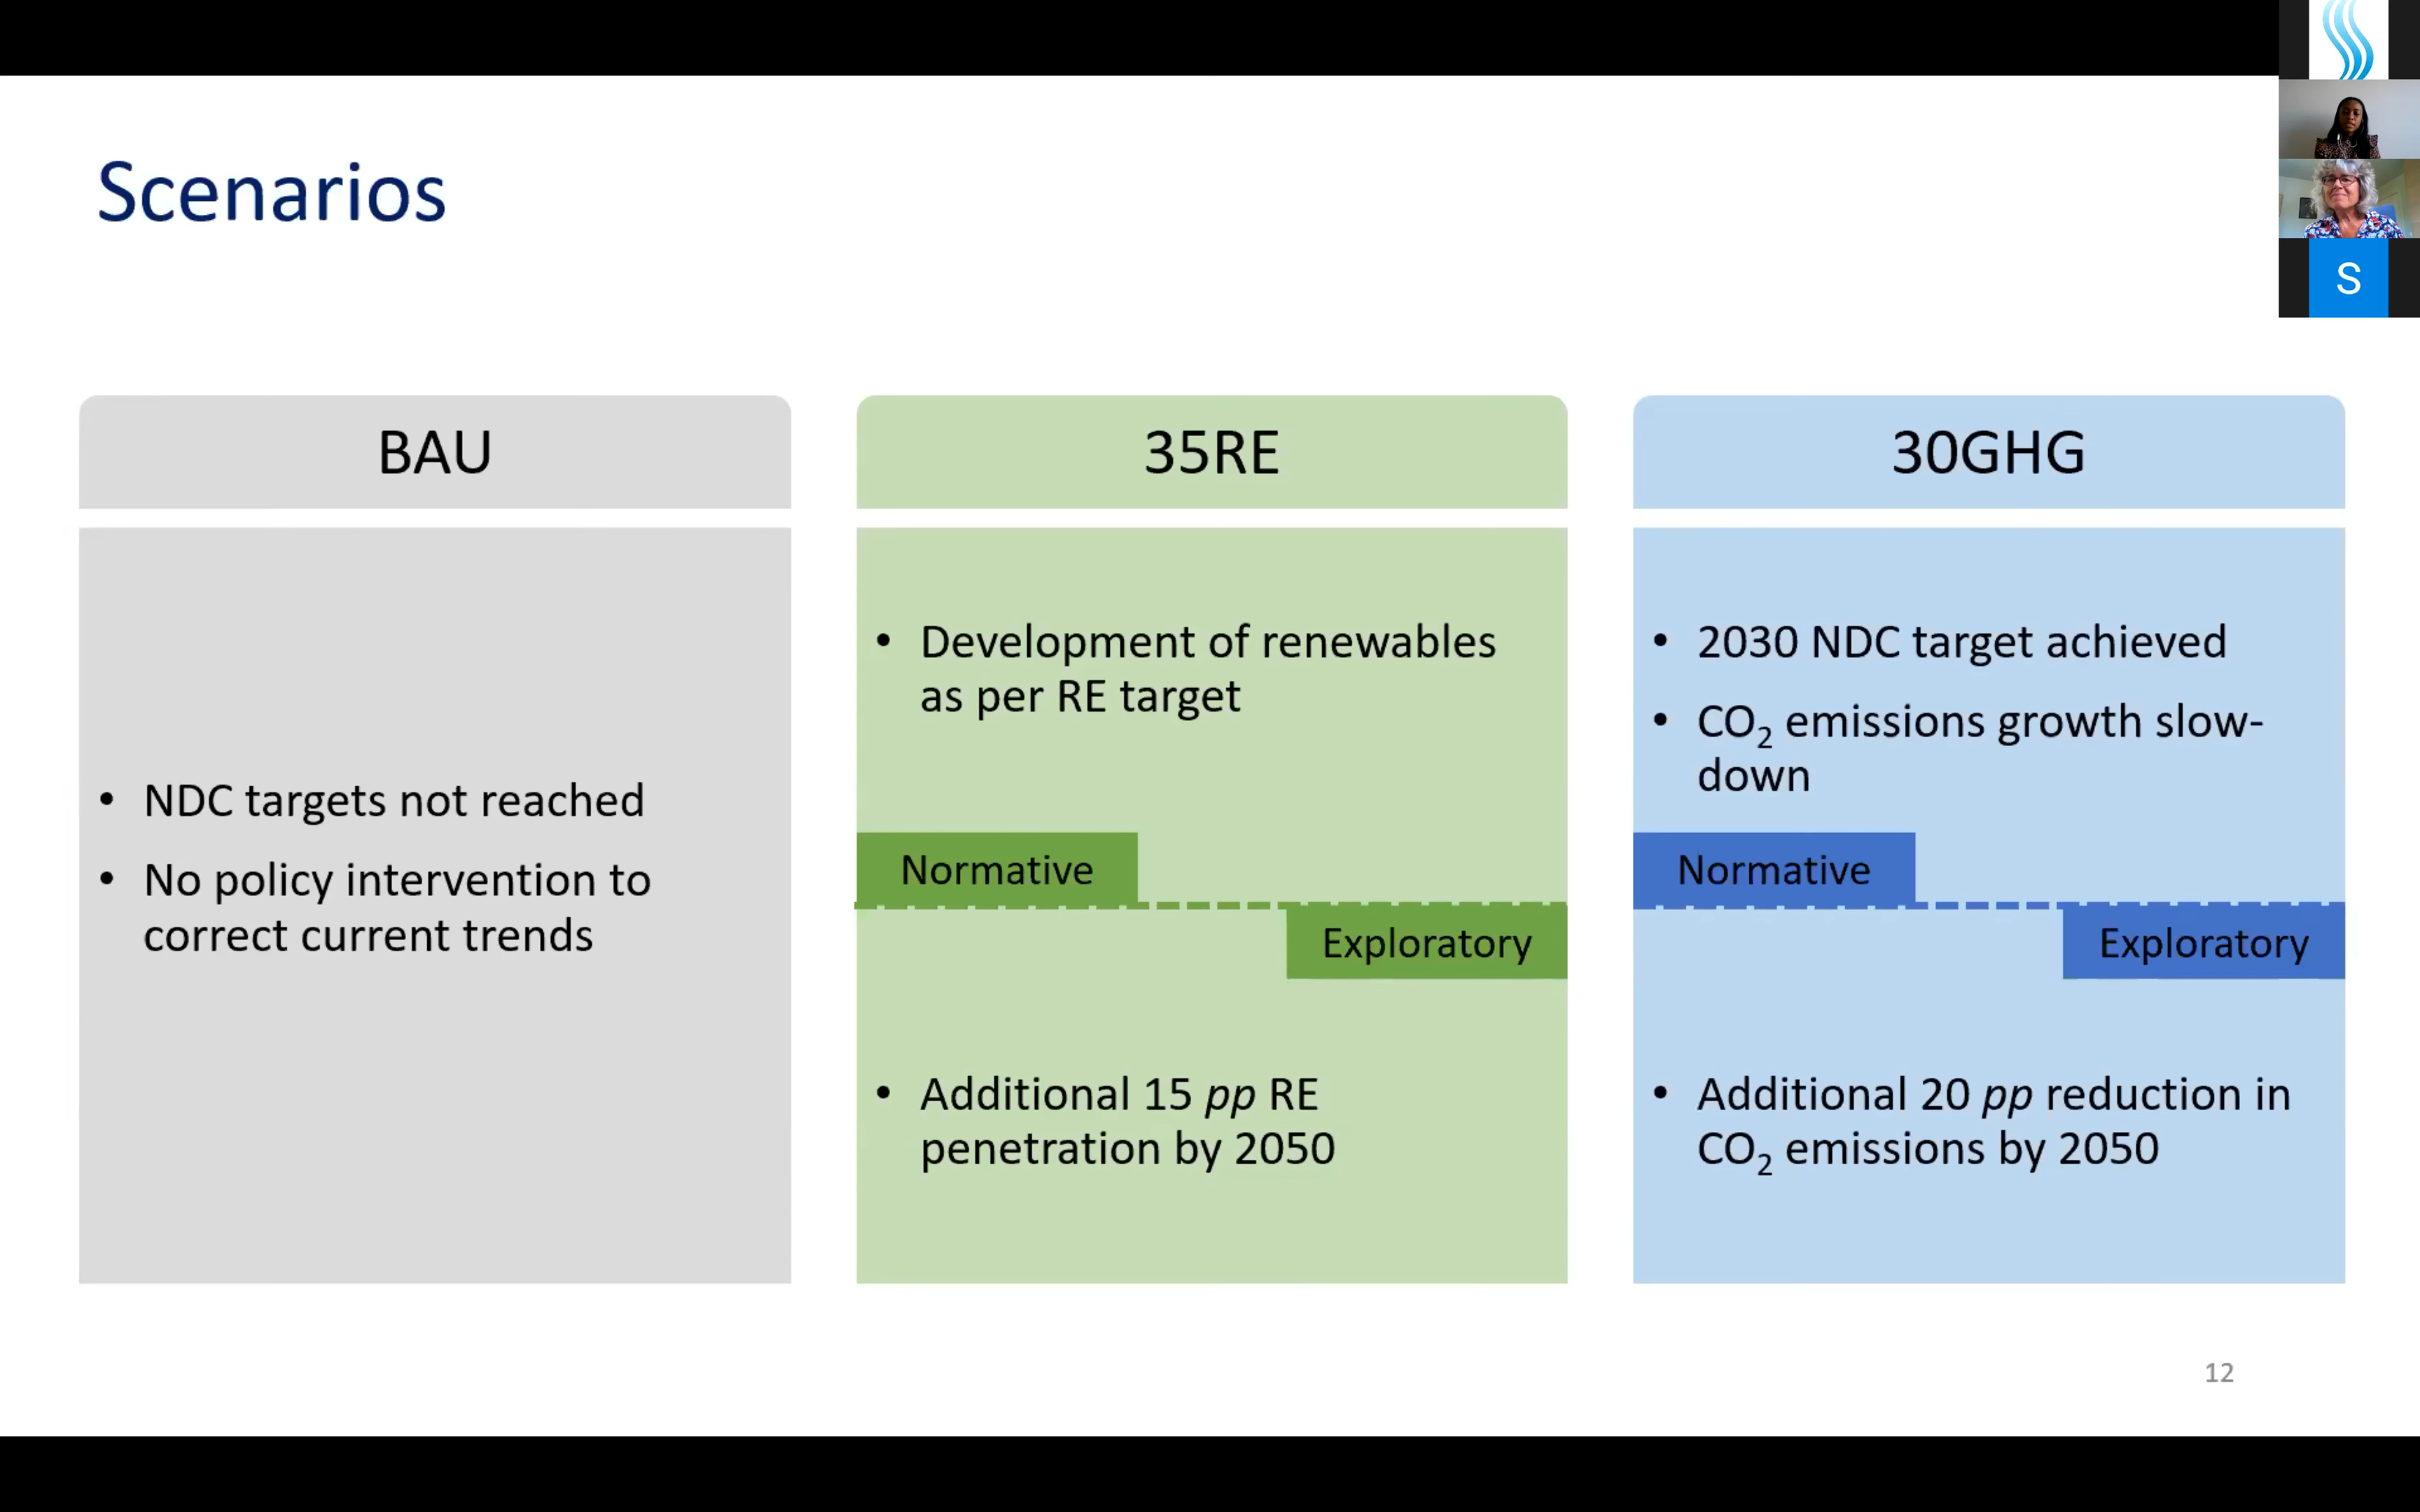 Scenarios
S
BAU
• NDC targets not reached
• No policy intervention to
correct current trends
35RE
• Development of renewables
as per RE target
Normative
Exploratory
• Additional 15 pp RE
penetration by 2050
30GHG
• 2030 NDC target achieved
• CO₂ emissions growth slow-
down
Normative
Exploratory
• Additional 20 pp reduction in
CO₂ emissions by 2050
12